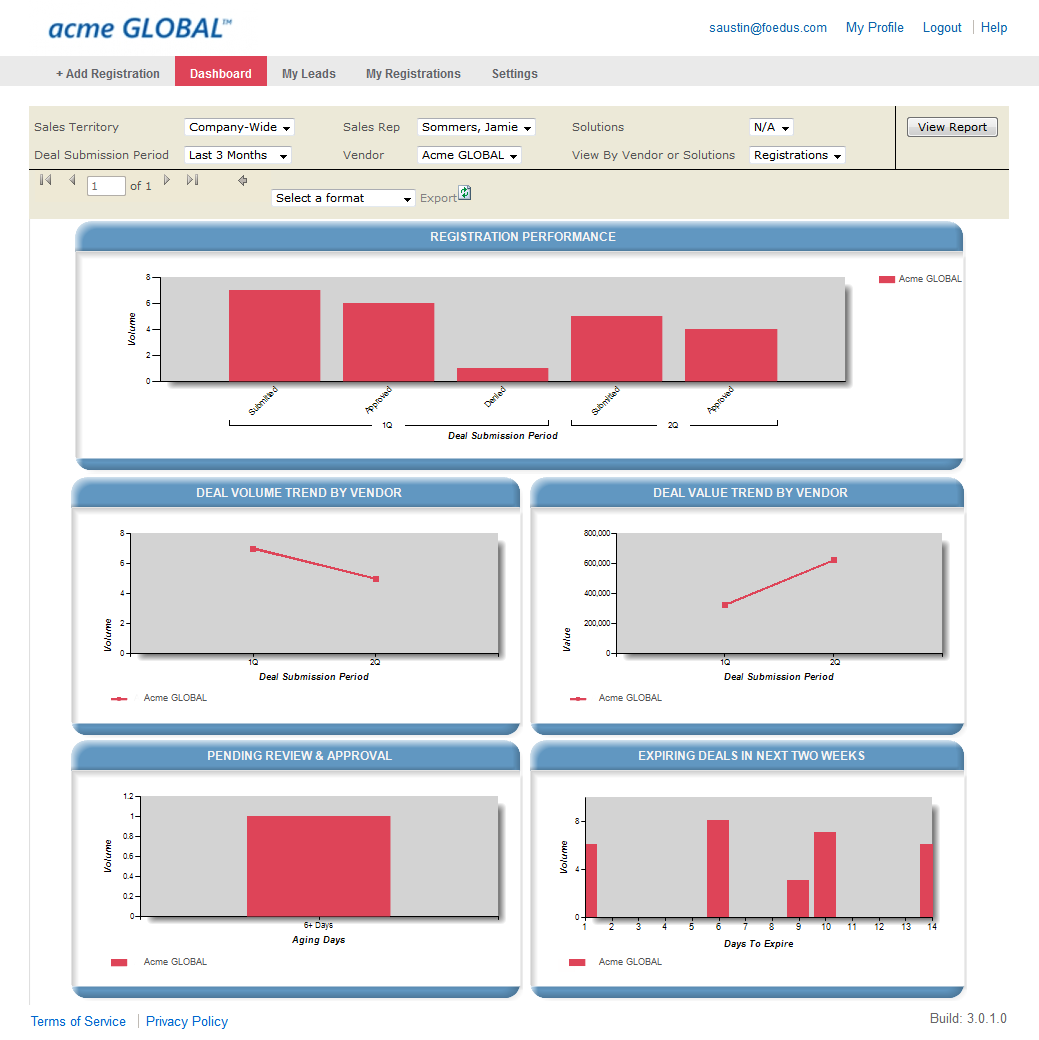 acme GLOBAL™
saustin@foedus.com My Profile Logout Help
+ Add Registration Dashboard My Leads My Registrations Settings
Sales Territory Company-Wide Sales Rep Sommers, Jamie Solutions N/A View Report
Deal Submission Period Last 3 Months Vendor Acme GLOBAL View By Vendor or Solutions Registrations
1 of 1
Select a format Export
REGISTRATION PERFORMANCE
Acme GLOBAL
8
6
4
2
0
Volume
Submitted Approved Denied Submitted Approved
1Q 2Q
Deal Submission Period
DEAL VOLUME TREND BY VENDOR
8
6
4
2
0
Volume
1Q 2Q
Deal Submission Period
Acme GLOBAL
DEAL VALUE TREND BY VENDOR
800,000
600,000
400,000
200,000
0
Value
1Q 2Q
Deal Submission Period
Acme GLOBAL
PENDING REVIEW & APPROVAL
1.2
1
0.8
0.6
0.4
0.2
0
Volume
6+ Days
Aging Days
Acme GLOBAL
EXPIRING DEALS IN NEXT TWO WEEKS
8
4
0
Volume
1 2 3 4 5 6 7 8 9 10 11 12 13 14
Days To Expire
Acme GLOBAL
Terms of Service Privacy Policy
Build: 3.0.1.0